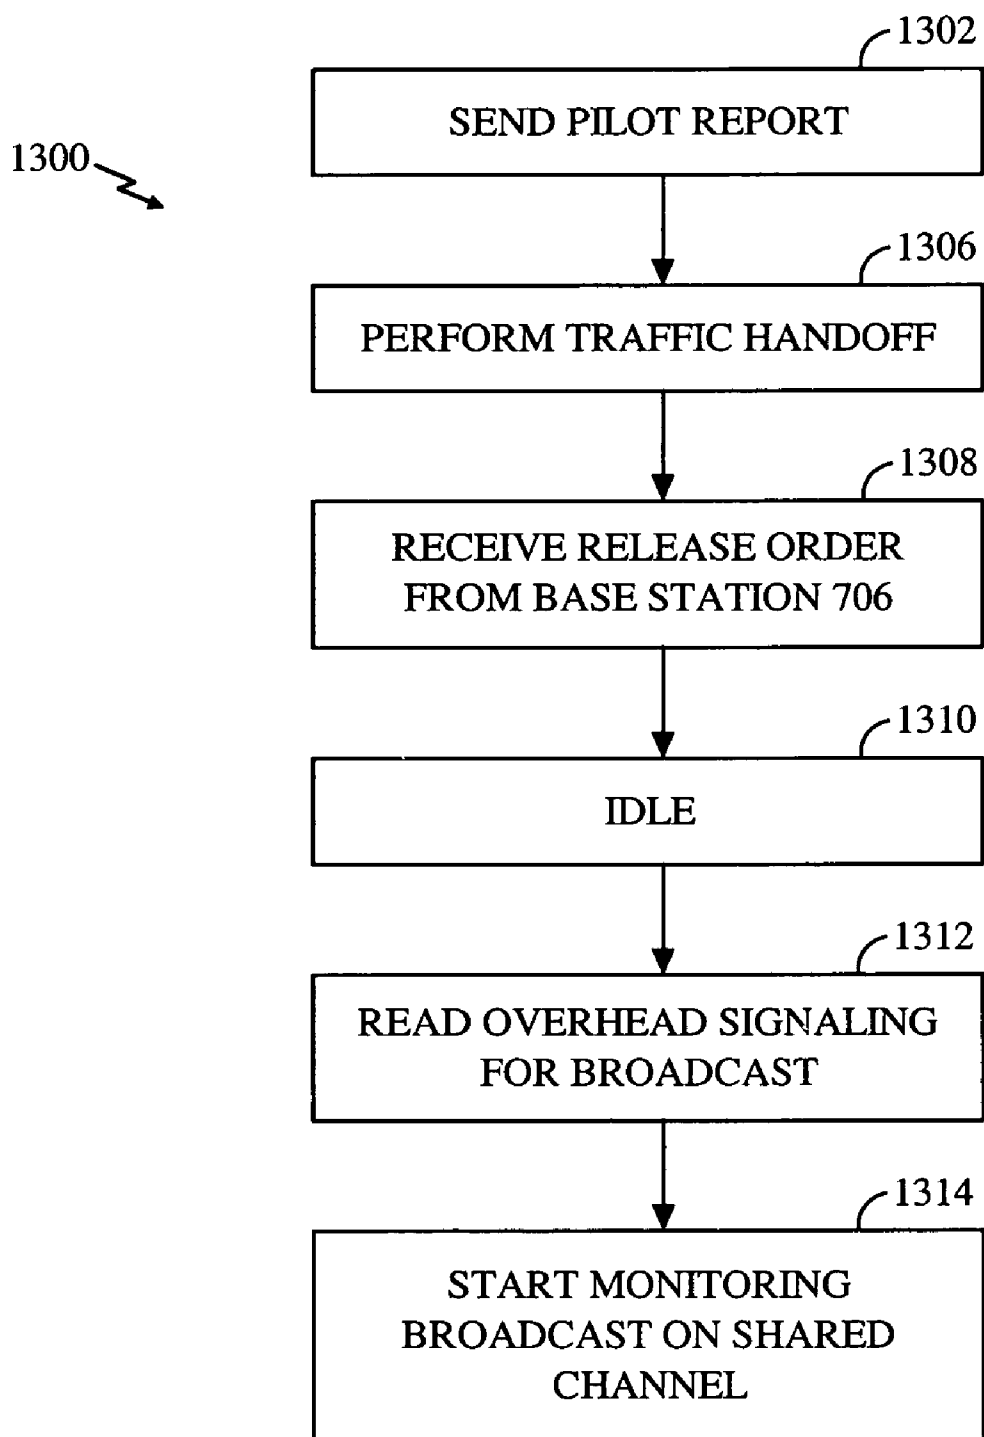 1302
SEND PILOT REPORT
1300
1306
PERFORM TRAFFIC HANDOFF
1308
RECEIVE RELEASE ORDER
FROM BASE STATION 706
1310
IDLE
1312
READ OVERHEAD SIGNALING
FOR BROADCAST
1314
START MONITORING
BROADCAST ON SHARED
CHANNEL